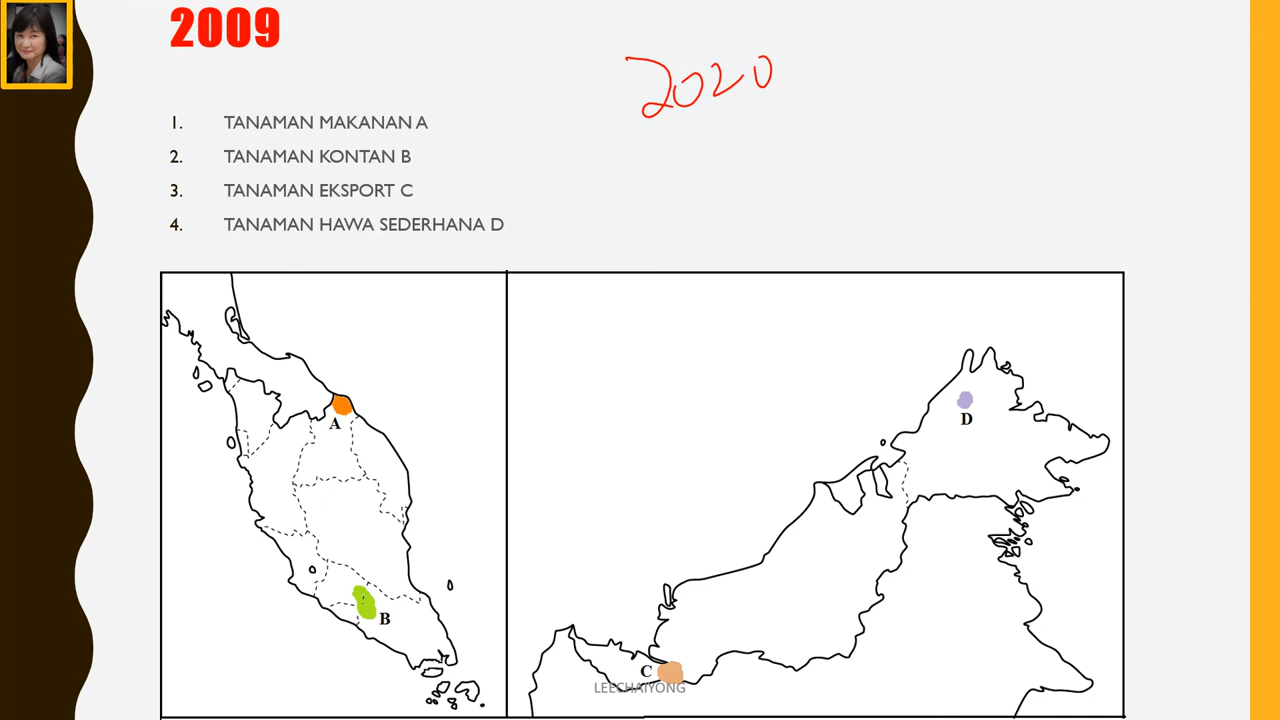 2009
2020
1. TANAMAN MAKANAN A
2. TANAMAN KONTAN B
3. TANAMAN EKSPORT C
4. TANAMAN HAWA SEDERHANA D
D
A
B
C
LEECHAIYONG